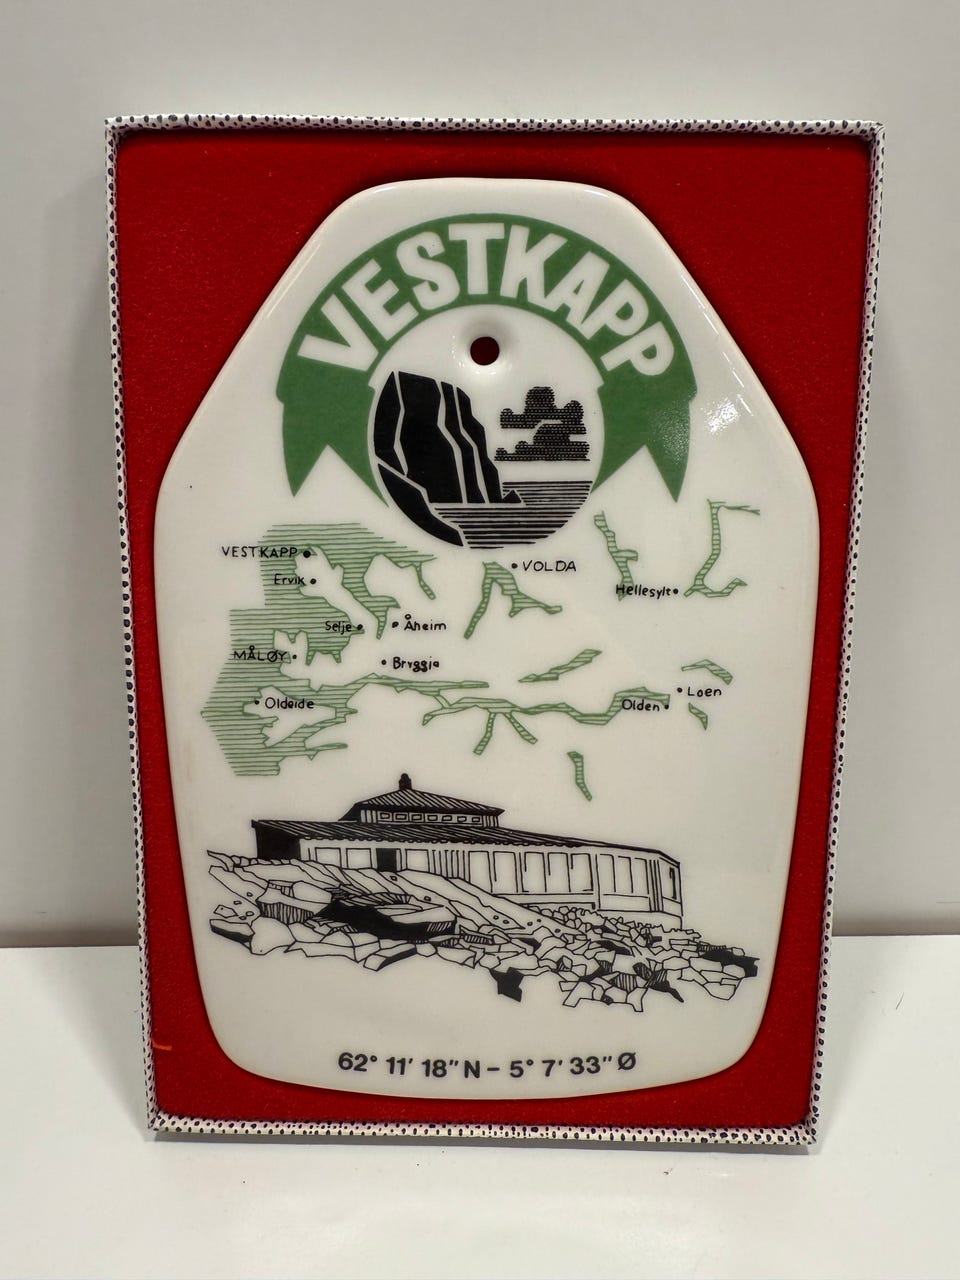 VESTKAPP
VESTKAPP
Ervik
VOLDA
Hellesylt
Selje
Åheim
MÅLØY
Bryggja
Oldeide
Olden
Loen
62° 11′ 18″ N – 5° 7′ 33″ Ø